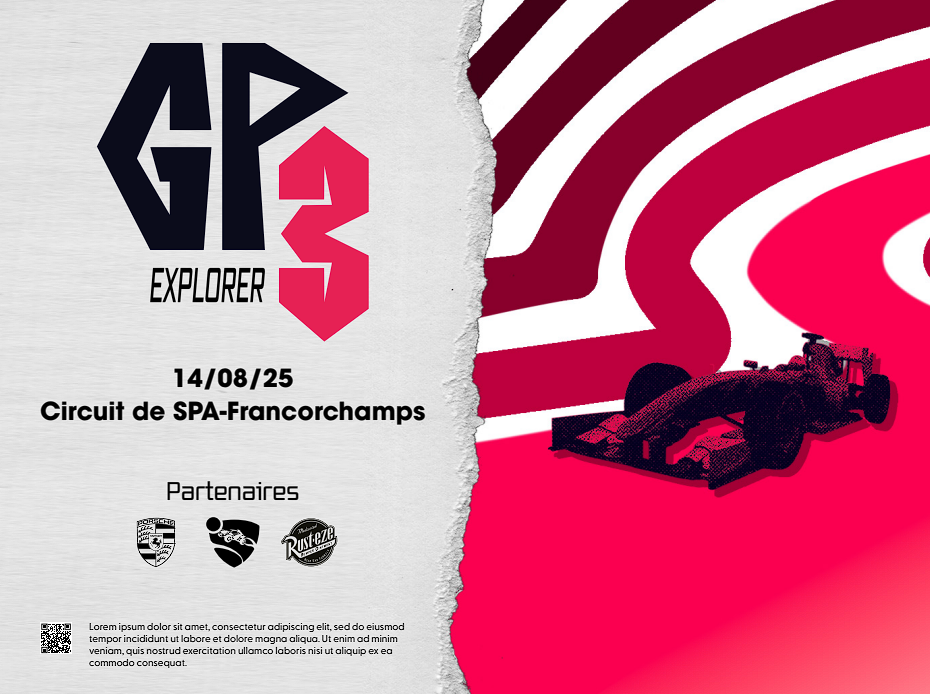 GP3
EXPLORER
14/08/25
Circuit de SPA-Francorchamps
Partenaires
PORSCHE
Rust-eze
Lorem ipsum dolor sit amet, consectetur adipiscing elit, sed do eiusmod
tempor incididunt ut labore et dolore magna aliqua. Ut enim ad minim
veniam, quis nostrud exercitation ullamco laboris nisi ut aliquip ex ea
commodo consequat.